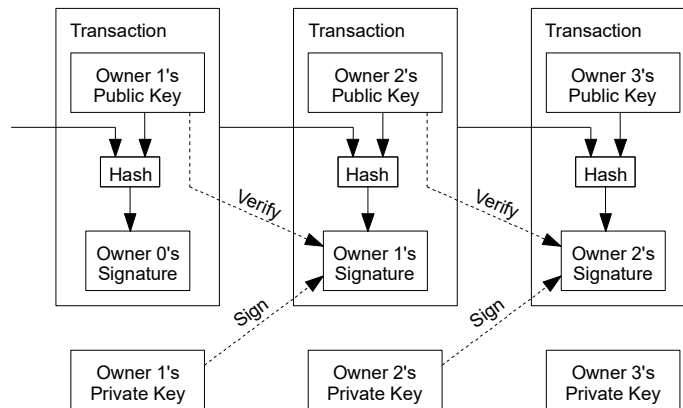 Transaction
Owner 1's
Public Key
Hash
Owner 0's
Signature
Transaction
Owner 2's
Public Key
Hash
Verify
Owner 1's
Signature
Sign
Transaction
Owner 3's
Public Key
Hash
Verify
Owner 2's
Signature
Sign
Owner 1's
Private Key
Owner 2's
Private Key
Owner 3's
Private Key